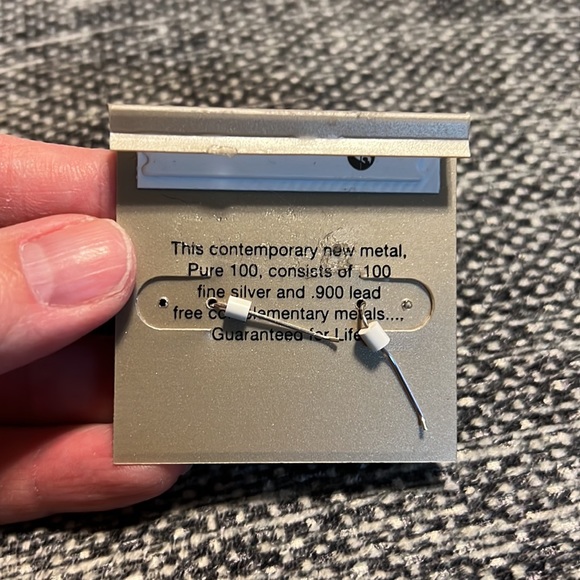 This contemporary new metal,
Pure 100, consists of .100
fine silver and .900 lead
free complementary metals...,
Guaranteed for Life